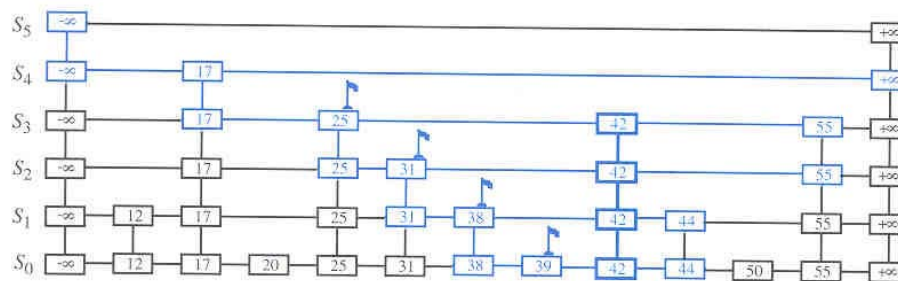 S5 -∞ +∞
S4 -∞ 17 +∞
S3 -∞ 17 25 42 55 +∞
S2 -∞ 17 25 31 42 55 +∞
S1 -∞ 12 17 25 31 38 42 44 55 +∞
S0 -∞ 12 17 20 25 31 38 39 42 44 50 55 +∞